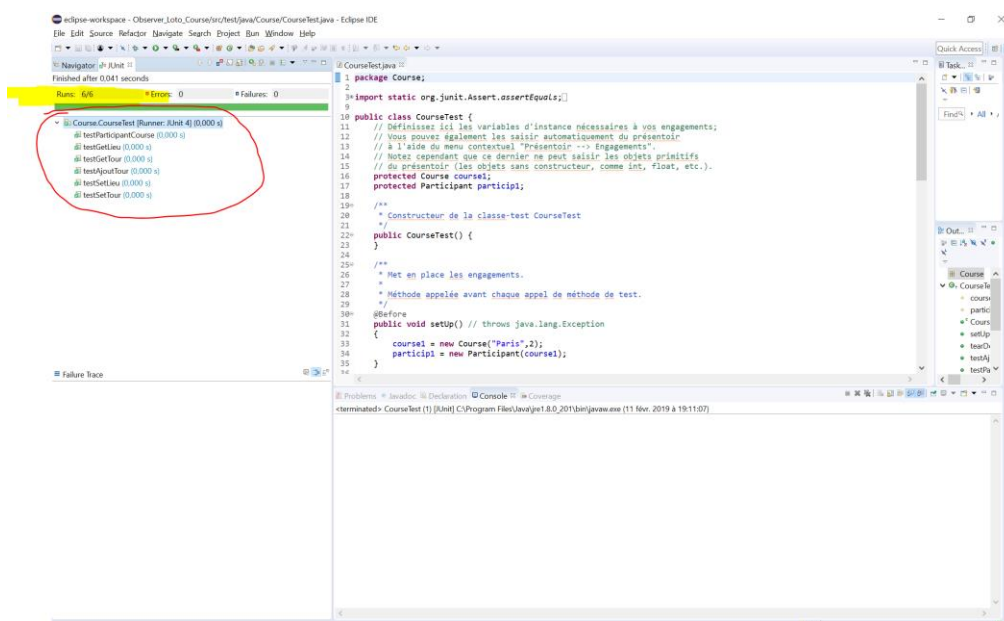 eclipse-workspace - Observer_Loto_Course/src/test/java/Course/CourseTest.java - Eclipse IDE
File Edit Source Refactor Navigate Search Project Run Window Help
Quick Access
Navigator JUnit
Finished after 0,041 seconds
Runs: 6/6 Errors: 0 Failures: 0
Course.CourseTest [Runner: JUnit 4] (0,000 s)
testParticipantCourse (0,000 s)
testGetLieu (0,000 s)
testGetTour (0,000 s)
testAjoutTour (0,000 s)
testSetLieu (0,000 s)
testSetTour (0,000 s)
Failure Trace
CourseTest.java
1 package Course;
2
3 import static org.junit.Assert.assertEquals;
9
10 public class CourseTest {
11 // Définissez ici les variables d'instance nécessaires à vos engagements;
12 // Vous pouvez également les saisir automatiquement du présentoir
13 // à l'aide du menu contextuel "Présentoir --> Engagements".
14 // Notez cependant que ce dernier ne peut saisir les objets primitifs
15 // du présentoir (les objets sans constructeur, comme int, float, etc.).
16 protected Course course1;
17 protected Participant particip1;
18
19 /**
20 * Constructeur de la classe-test CourseTest
21 */
22 public CourseTest() {
23 }
24
25 /**
26 * Met en place les engagements.
27 *
28 * Méthode appelée avant chaque appel de méthode de test.
29 */
30 @Before
31 public void setUp() // throws java.lang.Exception
32 {
33 course1 = new Course("Paris",2);
34 particip1 = new Participant(course1);
35 }
36
Problems Javadoc Declaration Console Coverage
<terminated> CourseTest (1) [JUnit] C:\Program Files\Java\jre1.8.0_201\bin\javaw.exe (11 févr. 2019 à 19:11:07)
Task...
Find All
Out...
Course
CourseTe
course
partici
Cours
setUp
tearD
testAj
testPa